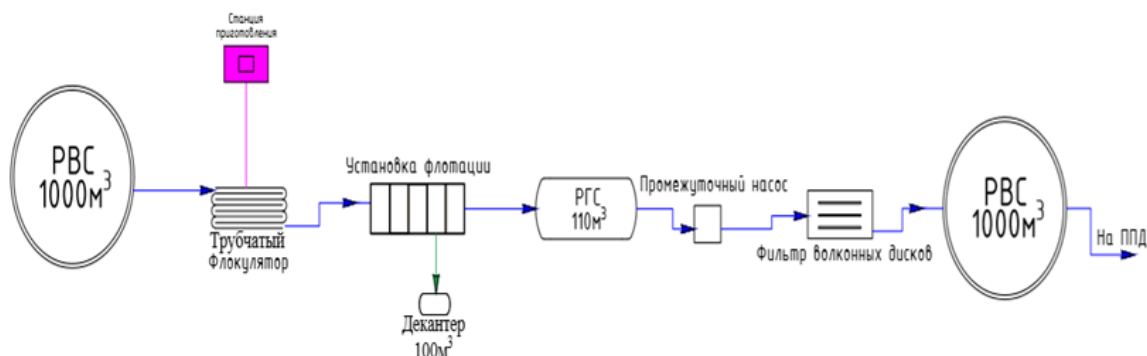 Станция
приготовления
РВС
1000м³
Трубчатый
Флокулятор
Установка флотации
Декантер
100м³
РГС
110м³
Промежуточный насос
Фильтр волконных дисков
РВС
1000м³
На ППД